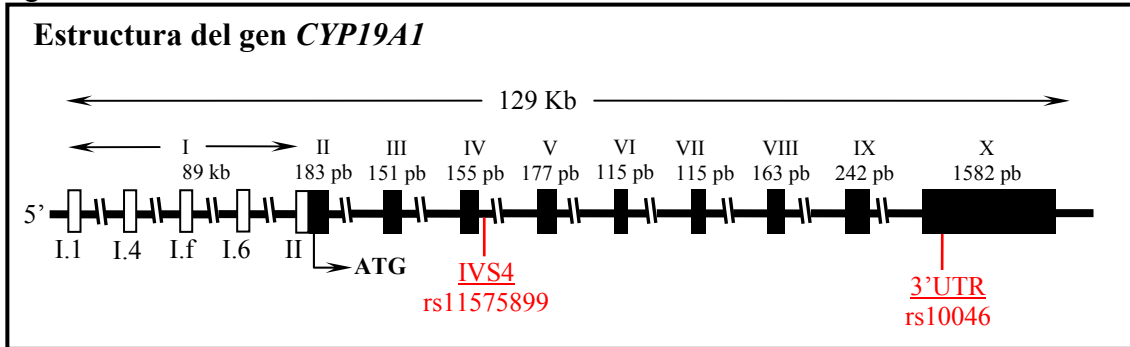 Estructura del gen CYP19A1
129 Kb
I II III IV V VI VII VIII IX X
89 kb 183 pb 151 pb 155 pb 177 pb 115 pb 115 pb 163 pb 242 pb 1582 pb
5’
I.1 I.4 I.f I.6 II
ATG
IVS4
rs11575899
3’UTR
rs10046